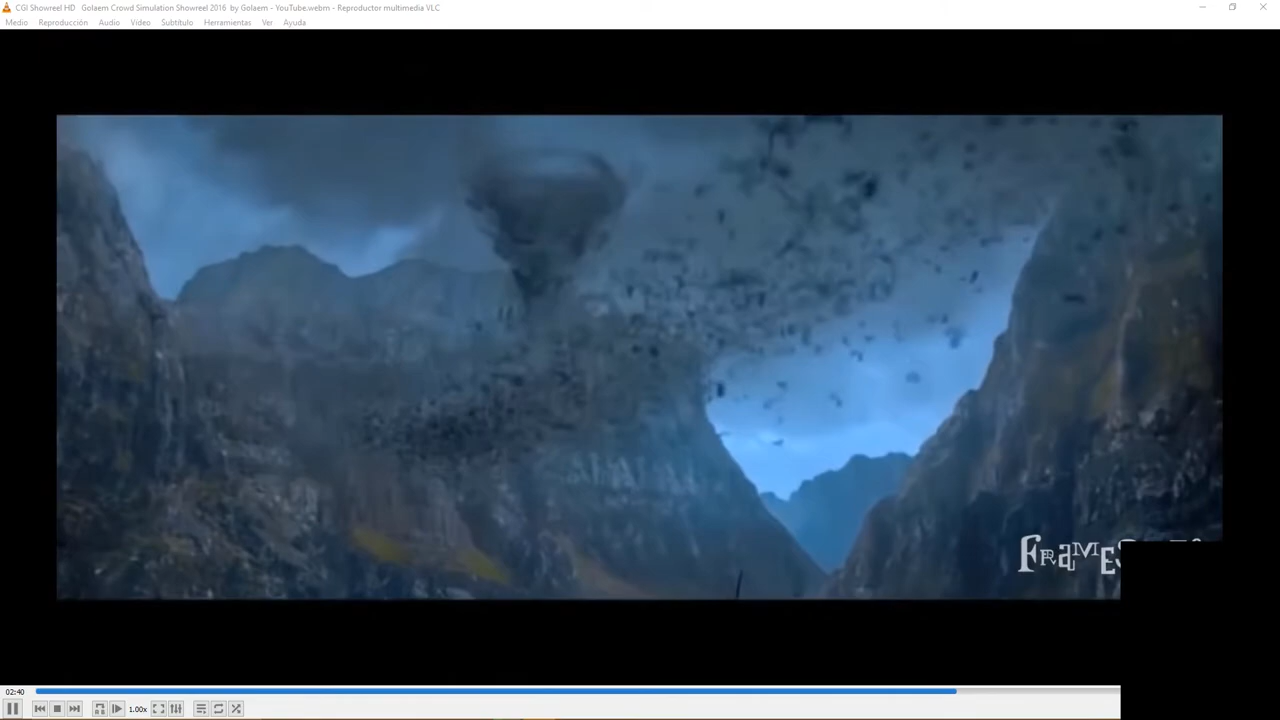 CGI Showreel HD Golaem Crowd Simulation Showreel 2016 by Golaem - YouTube.webm - Reproductor multimedia VLC
Medio Reproducción Audio Vídeo Subtítulo Herramientas Ver Ayuda
02:40
1.00x